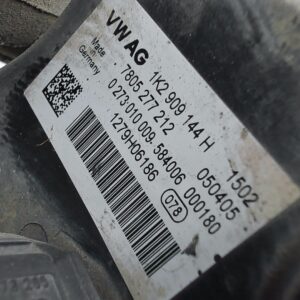 VW AG
Made in Germany
1K2 909 144 H 1502
7805 277 212 050405
0 273 010 009.584006 000180
1279H06186 078